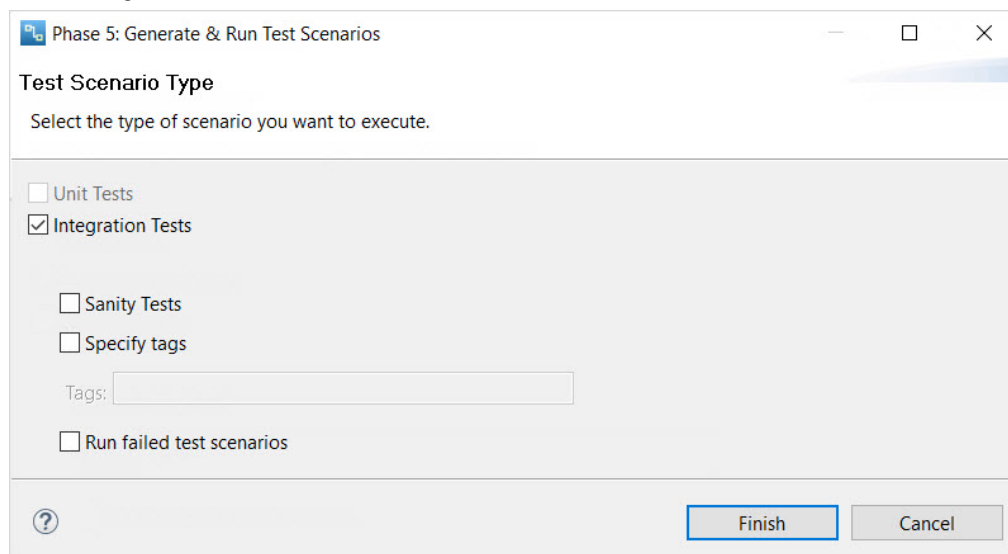 Phase 5: Generate & Run Test Scenarios
Test Scenario Type
Select the type of scenario you want to execute.
Unit Tests
Integration Tests
Sanity Tests
Specify tags
Tags:
Run failed test scenarios
?
Finish Cancel